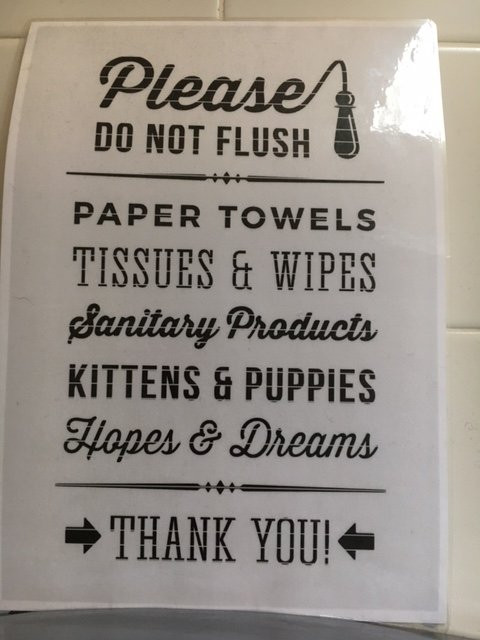 Please
DO NOT FLUSH
PAPER TOWELS
TISSUES & WIPES
Sanitary Products
KITTENS & PUPPIES
Hopes & Dreams
THANK YOU!